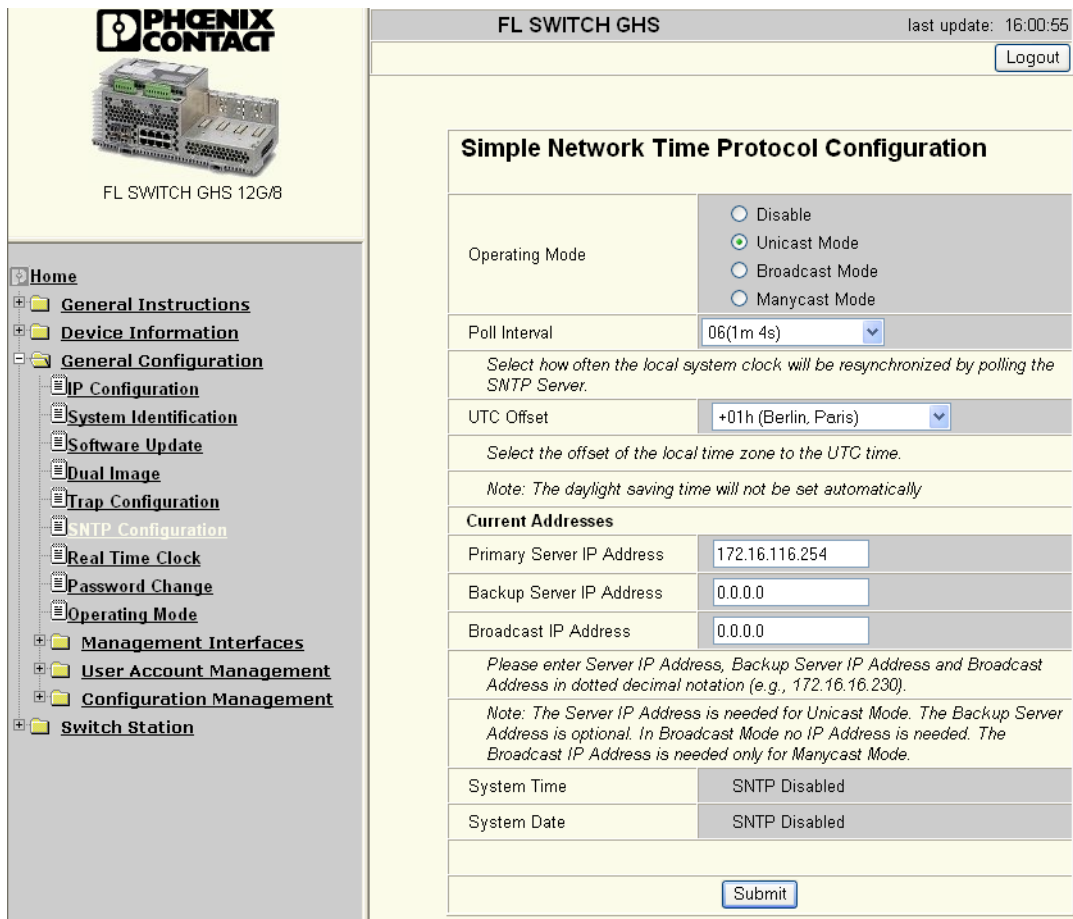 PHŒNIX
CONTACT
FL SWITCH GHS 12G/8
Home
General Instructions
Device Information
General Configuration
IP Configuration
System Identification
Software Update
Dual Image
Trap Configuration
SNTP Configuration
Real Time Clock
Password Change
Operating Mode
Management Interfaces
User Account Management
Configuration Management
Switch Station
FL SWITCH GHS
last update: 16:00:55
Logout
Simple Network Time Protocol Configuration
Operating Mode
Disable
Unicast Mode
Broadcast Mode
Manycast Mode
Poll Interval
06(1m 4s)
Select how often the local system clock will be resynchronized by polling the
SNTP Server.
UTC Offset
+01h (Berlin, Paris)
Select the offset of the local time zone to the UTC time.
Note: The daylight saving time will not be set automatically
Current Addresses
Primary Server IP Address
172.16.116.254
Backup Server IP Address
0.0.0.0
Broadcast IP Address
0.0.0.0
Please enter Server IP Address, Backup Server IP Address and Broadcast
Address in dotted decimal notation (e.g., 172.16.16.230).
Note: The Server IP Address is needed for Unicast Mode. The Backup Server
Address is optional. In Broadcast Mode no IP Address is needed. The
Broadcast IP Address is needed only for Manycast Mode.
System Time
SNTP Disabled
System Date
SNTP Disabled
Submit